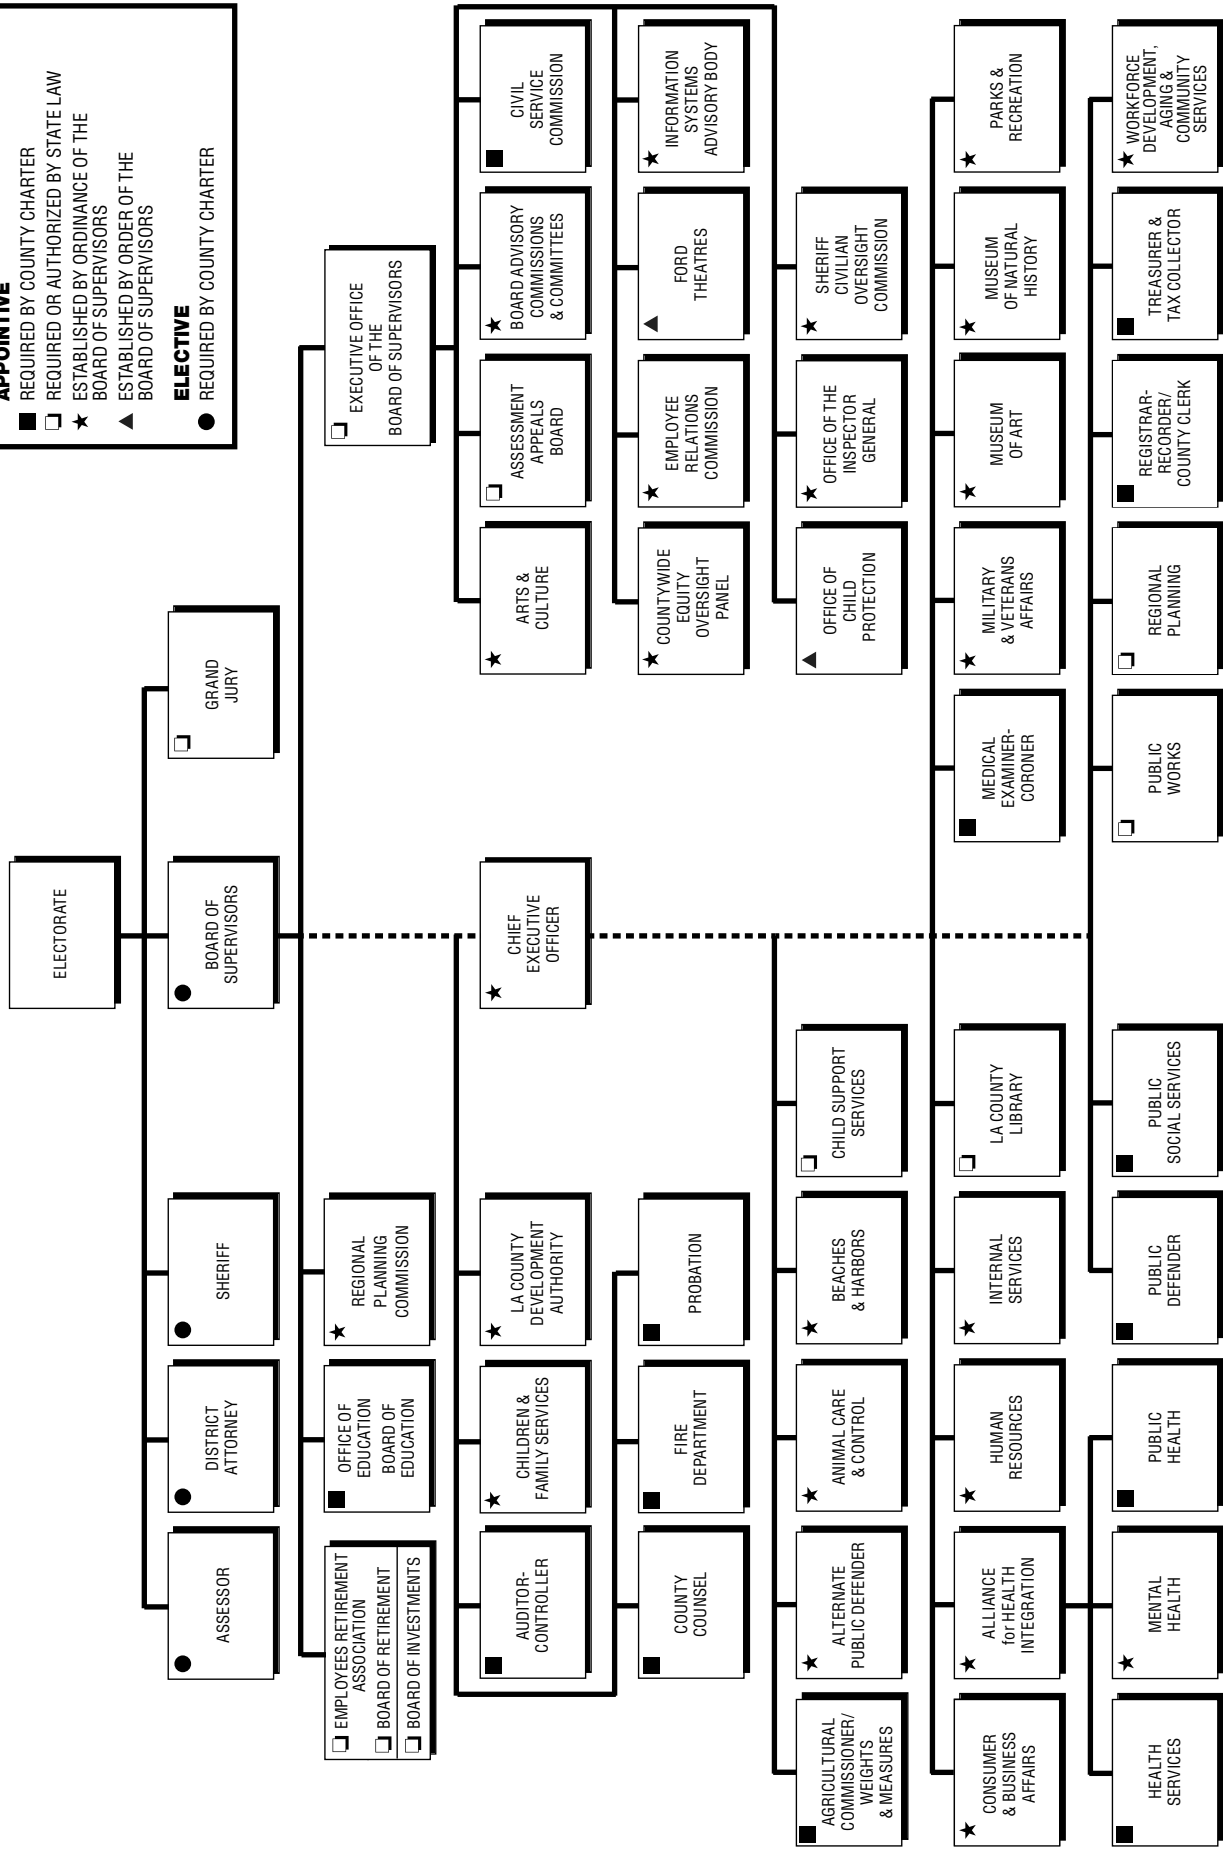 APPOINTIVE
REQUIRED BY COUNTY CHARTER
REQUIRED OR AUTHORIZED BY STATE LAW
ESTABLISHED BY ORDINANCE OF THE
BOARD OF SUPERVISORS
ESTABLISHED BY ORDER OF THE
BOARD OF SUPERVISORS
ELECTIVE
REQUIRED BY COUNTY CHARTER
ELECTORATE
ASSESSOR
DISTRICT
ATTORNEY
SHERIFF
BOARD OF
SUPERVISORS
GRAND
JURY
EMPLOYEES RETIREMENT
ASSOCIATION
BOARD OF RETIREMENT
BOARD OF INVESTMENTS
OFFICE OF
EDUCATION
BOARD OF
EDUCATION
REGIONAL
PLANNING
COMMISSION
EXECUTIVE OFFICE
OF THE
BOARD OF SUPERVISORS
AUDITOR-
CONTROLLER
CHILDREN &
FAMILY SERVICES
LA COUNTY
DEVELOPMENT
AUTHORITY
CHIEF
EXECUTIVE
OFFICER
ARTS &
CULTURE
ASSESSMENT
APPEALS
BOARD
BOARD ADVISORY
COMMISSIONS
& COMMITTEES
CIVIL
SERVICE
COMMISSION
COUNTY
COUNSEL
FIRE
DEPARTMENT
PROBATION
COUNTYWIDE
EQUITY
OVERSIGHT
PANEL
EMPLOYEE
RELATIONS
COMMISSION
FORD
THEATRES
INFORMATION
SYSTEMS
ADVISORY BODY
AGRICULTURAL
COMMISSIONER/
WEIGHTS
& MEASURES
ALTERNATE
PUBLIC DEFENDER
ANIMAL CARE
& CONTROL
BEACHES
& HARBORS
CHILD SUPPORT
SERVICES
OFFICE OF
CHILD
PROTECTION
OFFICE OF THE
INSPECTOR
GENERAL
SHERIFF
CIVILIAN
OVERSIGHT
COMMISSION
CONSUMER
& BUSINESS
AFFAIRS
ALLIANCE
for HEALTH
INTEGRATION
HUMAN
RESOURCES
INTERNAL
SERVICES
LA COUNTY
LIBRARY
MEDICAL
EXAMINER-
CORONER
MILITARY
& VETERANS
AFFAIRS
MUSEUM
OF ART
MUSEUM
OF NATURAL
HISTORY
PARKS &
RECREATION
HEALTH
SERVICES
MENTAL
HEALTH
PUBLIC
HEALTH
PUBLIC
DEFENDER
PUBLIC
SOCIAL SERVICES
PUBLIC
WORKS
REGIONAL
PLANNING
REGISTRAR-
RECORDER/
COUNTY CLERK
TREASURER &
TAX COLLECTOR
WORKFORCE
DEVELOPMENT,
AGING &
COMMUNITY
SERVICES